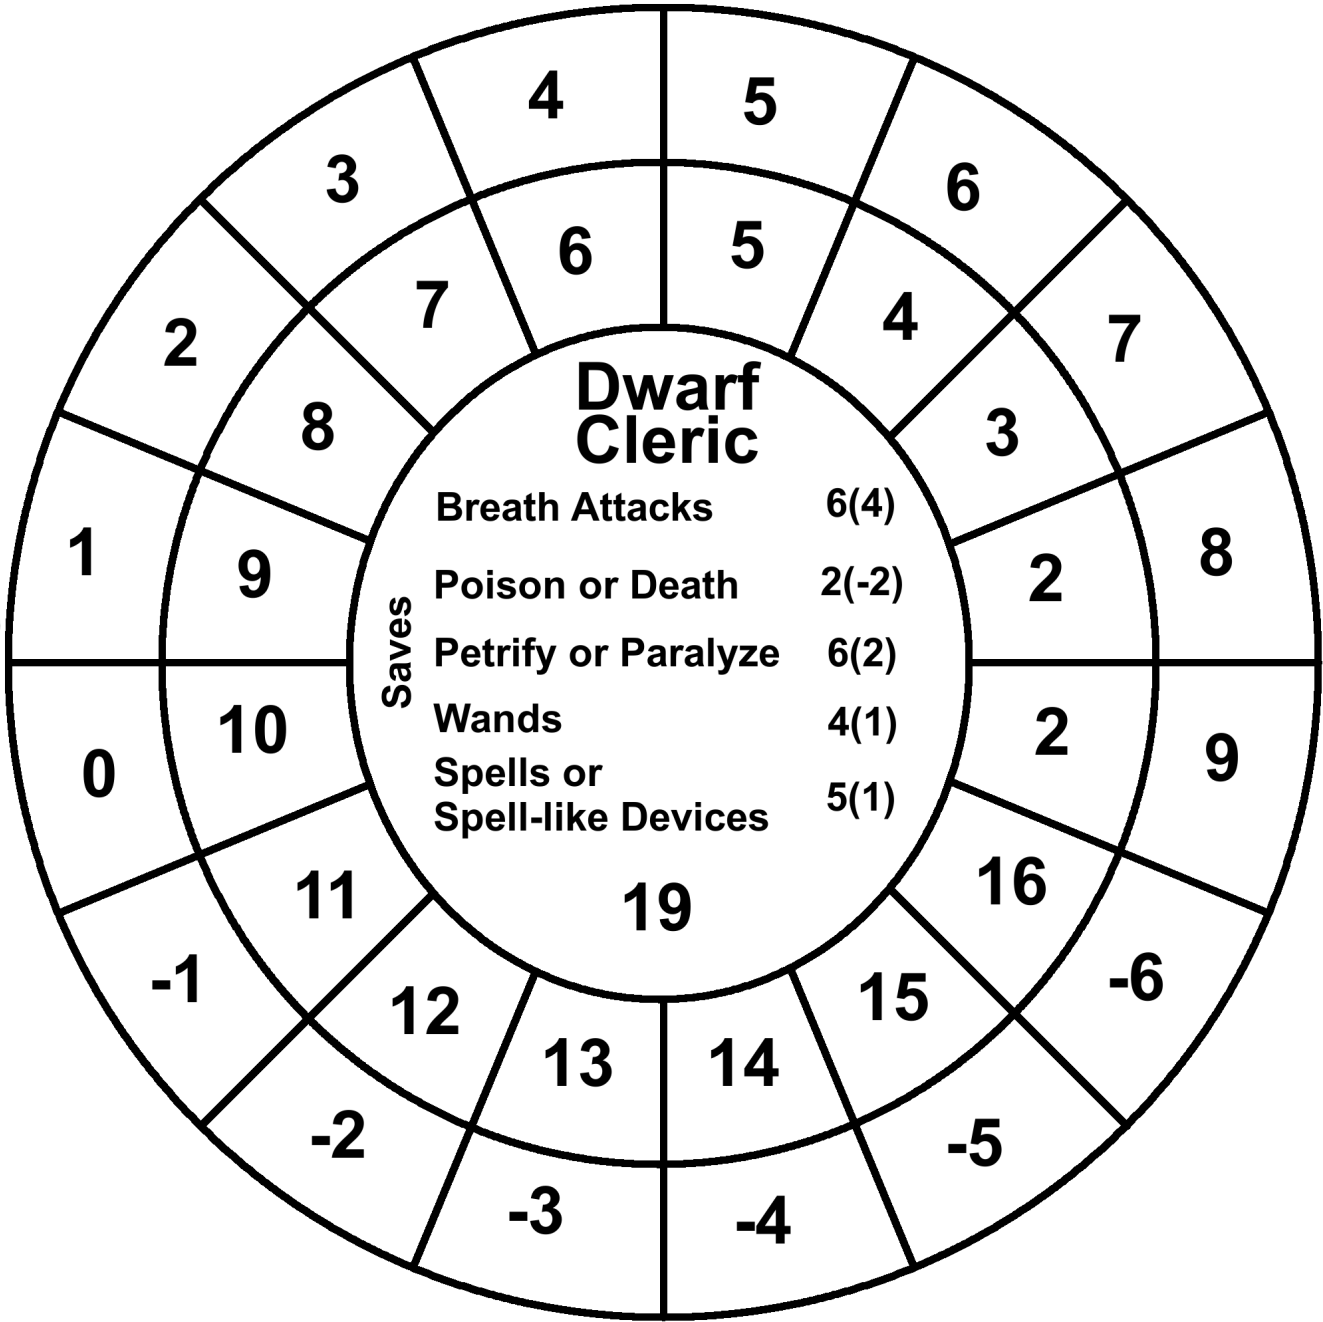 4 5
3 6
2 7
1 8
0 9
-1 -6
-2 -5
-3 -4
6 5
7 4
8 3
9 2
10 2
11 16
12 15
13 14
Dwarf
Cleric
Saves
Breath Attacks 6(4)
Poison or Death 2(-2)
Petrify or Paralyze 6(2)
Wands 4(1)
Spells or
Spell-like Devices 5(1)
19